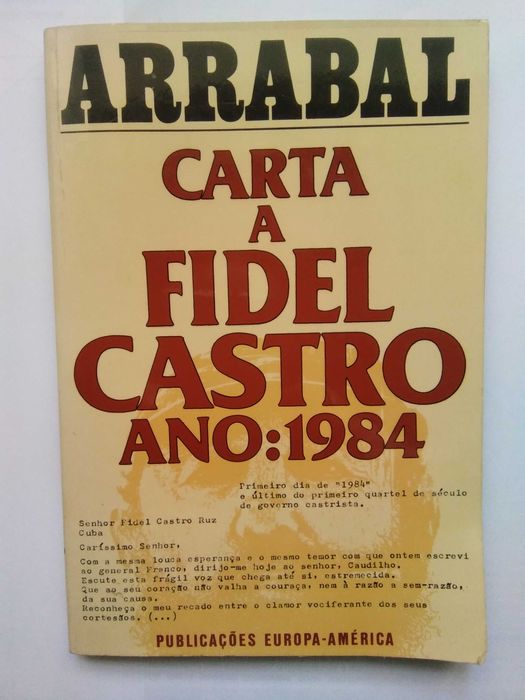 ARRABAL
CARTA
A
FIDEL
CASTRO
ANO:1984
Primeiro dia de "1984"
e último do primeiro quartel de século
de governo castrista.
Senhor Fidel Castro Ruz
Cuba
Caríssimo Senhor,
Com a mesma louca esperança e o mesmo temor com que ontem escrevi
ao general Franco, dirijo-me hoje ao senhor, Caudilho.
Escute esta frágil voz que chega até si, estremecida.
Que ao seu coração não valha a couraça, nem à razão a sem-razão,
da sua causa.
Reconheça o meu recado entre o clamor vociferante dos seus
cortesãos. (...)
PUBLICAÇÕES EUROPA-AMÉRICA